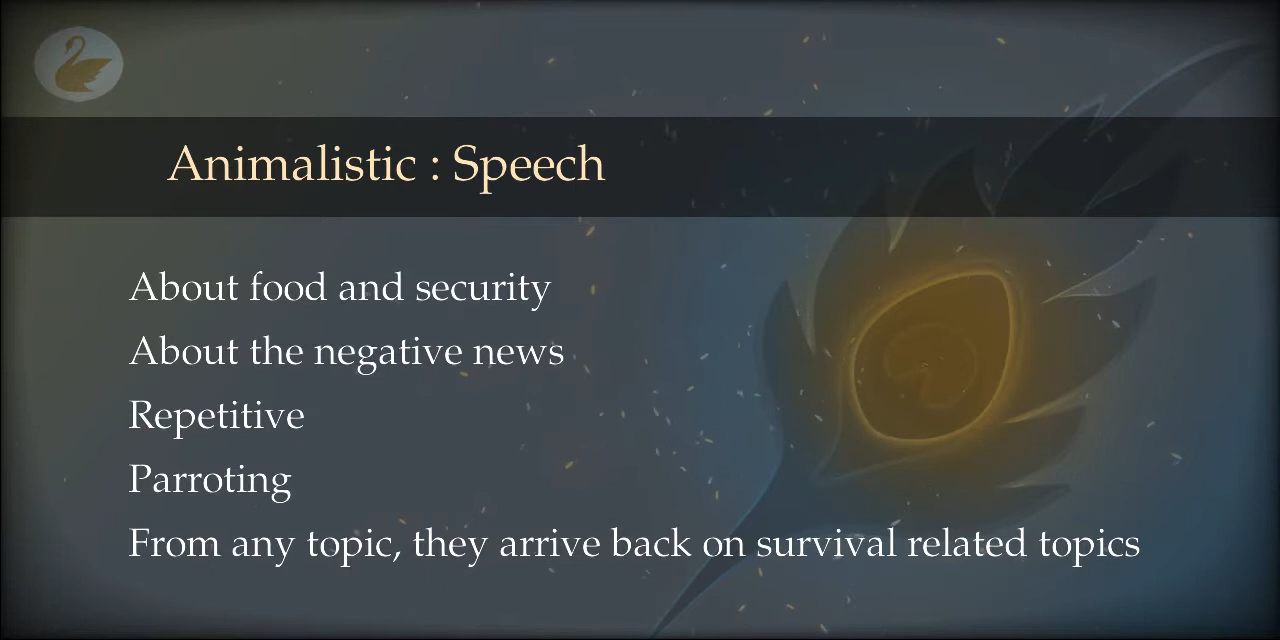 Animalistic : Speech
About food and security
About the negative news
Repetitive
Parroting
From any topic, they arrive back on survival related topics